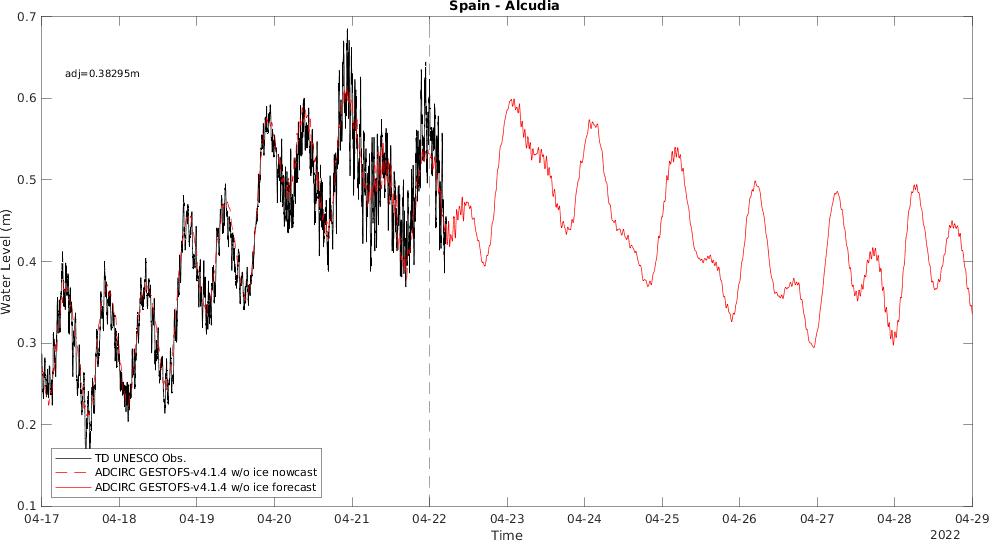 Spain - Alcudia
adj=0.38295m
Water Level (m)
0.7
0.6
0.5
0.4
0.3
0.2
0.1
TD UNESCO Obs.
ADCIRC GESTOFS-v4.1.4 w/o ice nowcast
ADCIRC GESTOFS-v4.1.4 w/o ice forecast
04-17 04-18 04-19 04-20 04-21 04-22 04-23 04-24 04-25 04-26 04-27 04-28 04-29
Time
2022